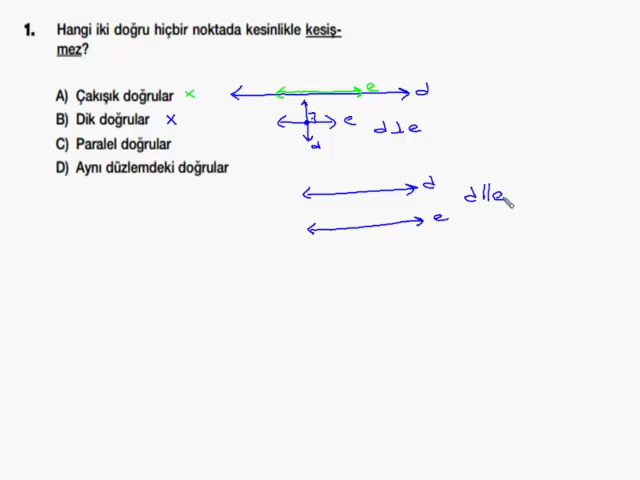 1. Hangi iki doğru hiçbir noktada kesinlikle kesiş-
mez?
A) Çakışık doğrular x
e
d
B) Dik doğrular x
e
d
d⊥e
C) Paralel doğrular
D) Aynı düzlemdeki doğrular
d
d//e
e